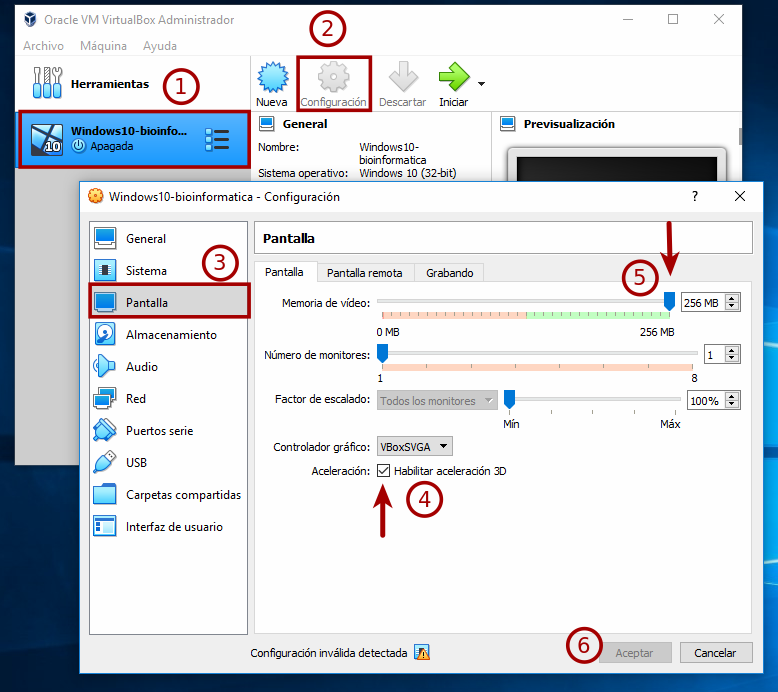 Oracle VM VirtualBox Administrador
Archivo Máquina Ayuda
2
Herramientas
1
Nueva Configuración Descartar Iniciar
Windows10-bioinfo...
10 Apagada
General
Nombre: Windows10-
bioinformatica
Sistema operativo: Windows 10 (32-bit)
Previsualización
Windows10-bioinformatica - Configuración ?
General
Sistema
3
Pantalla
Almacenamiento
Audio
Red
Puertos serie
USB
Carpetas compartidas
Interfaz de usuario
Pantalla
Pantalla Pantalla remota Grabando
5
Memoria de vídeo: 256 MB
0 MB 256 MB
Número de monitores: 1
1 8
Factor de escalado: Todos los monitores 100%
Mín Máx
Controlador gráfico: VBoxSVGA
Aceleración: Habilitar aceleración 3D
4
Configuración inválida detectada
6
Aceptar Cancelar